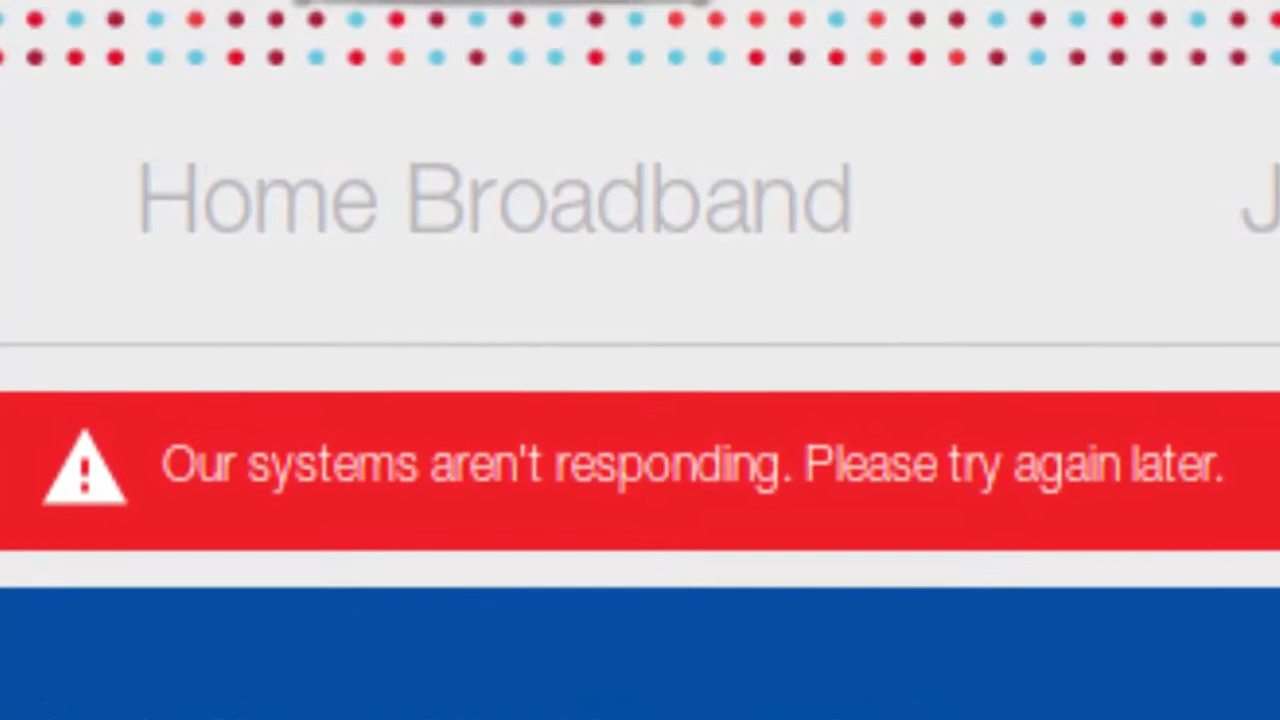 Home Broadband
Our systems aren't responding. Please try again later.